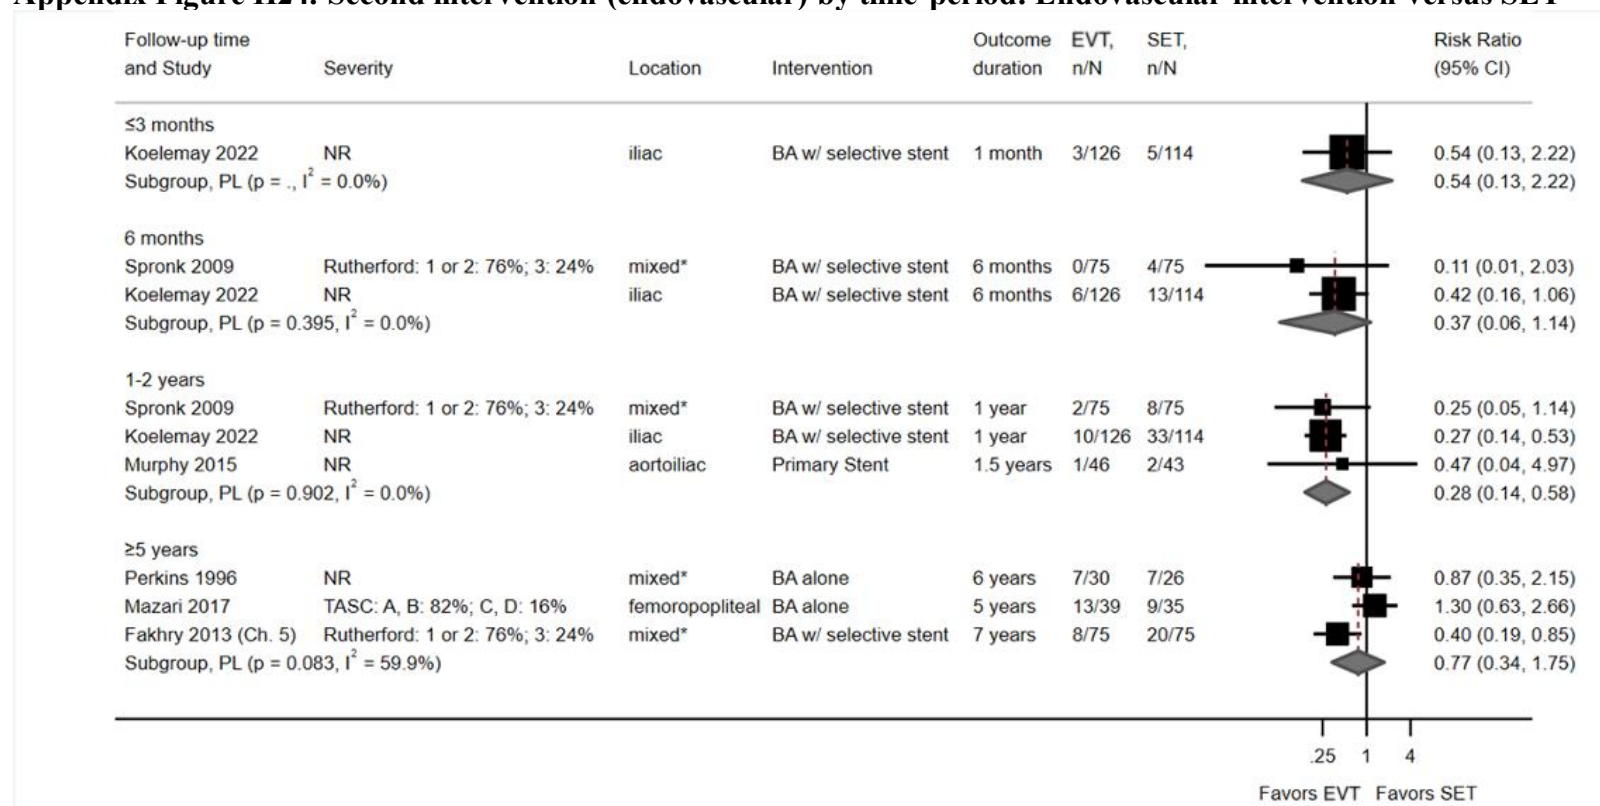 Appendix Figure H24. Second intervention (endovascular) by time period: Endovascular intervention versus SET
Follow-up time and Study Severity Location Intervention Outcome duration EVT, n/N SET, n/N Risk Ratio (95% CI)
≤3 months
Koelemay 2022 NR iliac BA w/ selective stent 1 month 3/126 5/114 0.54 (0.13, 2.22)
Subgroup, PL (p = ., I² = 0.0%) 0.54 (0.13, 2.22)
6 months
Spronk 2009 Rutherford: 1 or 2: 76%; 3: 24% mixed* BA w/ selective stent 6 months 0/75 4/75 0.11 (0.01, 2.03)
Koelemay 2022 NR iliac BA w/ selective stent 6 months 6/126 13/114 0.42 (0.16, 1.06)
Subgroup, PL (p = 0.395, I² = 0.0%) 0.37 (0.06, 1.14)
1-2 years
Spronk 2009 Rutherford: 1 or 2: 76%; 3: 24% mixed* BA w/ selective stent 1 year 2/75 8/75 0.25 (0.05, 1.14)
Koelemay 2022 NR iliac BA w/ selective stent 1 year 10/126 33/114 0.27 (0.14, 0.53)
Murphy 2015 NR aortoiliac Primary Stent 1.5 years 1/46 2/43 0.47 (0.04, 4.97)
Subgroup, PL (p = 0.902, I² = 0.0%) 0.28 (0.14, 0.58)
≥5 years
Perkins 1996 NR mixed* BA alone 6 years 7/30 7/26 0.87 (0.35, 2.15)
Mazari 2017 TASC: A, B: 82%; C, D: 16% femoropopliteal BA alone 5 years 13/39 9/35 1.30 (0.63, 2.66)
Fakhry 2013 (Ch. 5) Rutherford: 1 or 2: 76%; 3: 24% mixed* BA w/ selective stent 7 years 8/75 20/75 0.40 (0.19, 0.85)
Subgroup, PL (p = 0.083, I² = 59.9%) 0.77 (0.34, 1.75)
.25 1 4
Favors EVT Favors SET